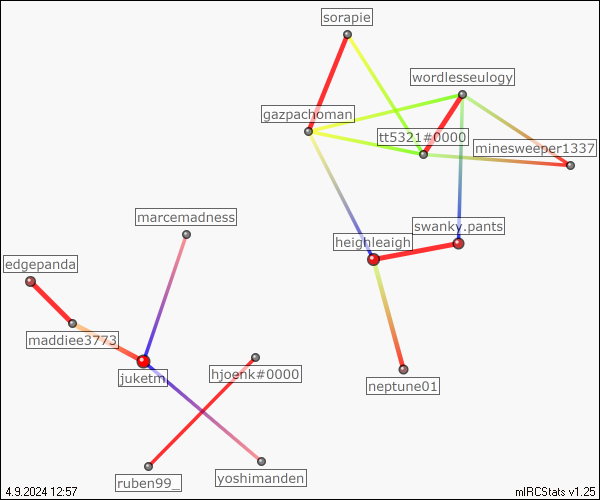 sorapie
wordlesseulogy
gazpachoman
tt5321#0000
minesweeper1337
marcemadness
swanky.pants
heighleaigh
edgepanda
maddiee3773
juketm
hjoenk#0000
neptune01
ruben99_
yoshimanden
4.9.2024 12:57
mIRCStats v1.25